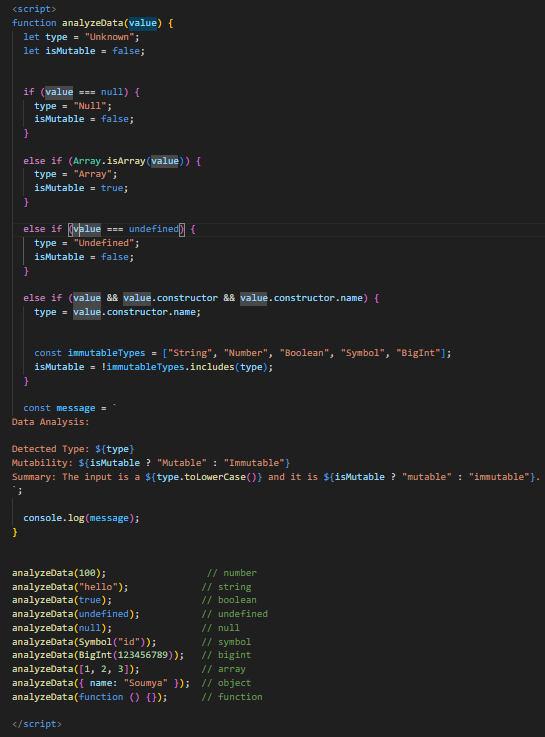 <script>
function analyzeData(value) {
  let type = "Unknown";
  let isMutable = false;


  if (value === null) {
    type = "Null";
    isMutable = false;
  }

  else if (Array.isArray(value)) {
    type = "Array";
    isMutable = true;
  }

  else if (value === undefined) {
    type = "Undefined";
    isMutable = false;
  }

  else if (value && value.constructor && value.constructor.name) {
    type = value.constructor.name;


    const immutableTypes = ["String", "Number", "Boolean", "Symbol", "BigInt"];
    isMutable = !immutableTypes.includes(type);
  }

  const message = `
Data Analysis:

Detected Type: ${type}
Mutability: ${isMutable ? "Mutable" : "Immutable"}
Summary: The input is a ${type.toLowerCase()} and it is ${isMutable ? "mutable" : "immutable"}.
`;

  console.log(message);
}


analyzeData(100);                  // number
analyzeData("hello");             // string
analyzeData(true);                // boolean
analyzeData(undefined);           // undefined
analyzeData(null);                // null
analyzeData(Symbol("id"));        // symbol
analyzeData(BigInt(123456789));   // bigint
analyzeData([1, 2, 3]);           // array
analyzeData({ name: "Soumya" });  // object
analyzeData(function () {});      // function

</script>